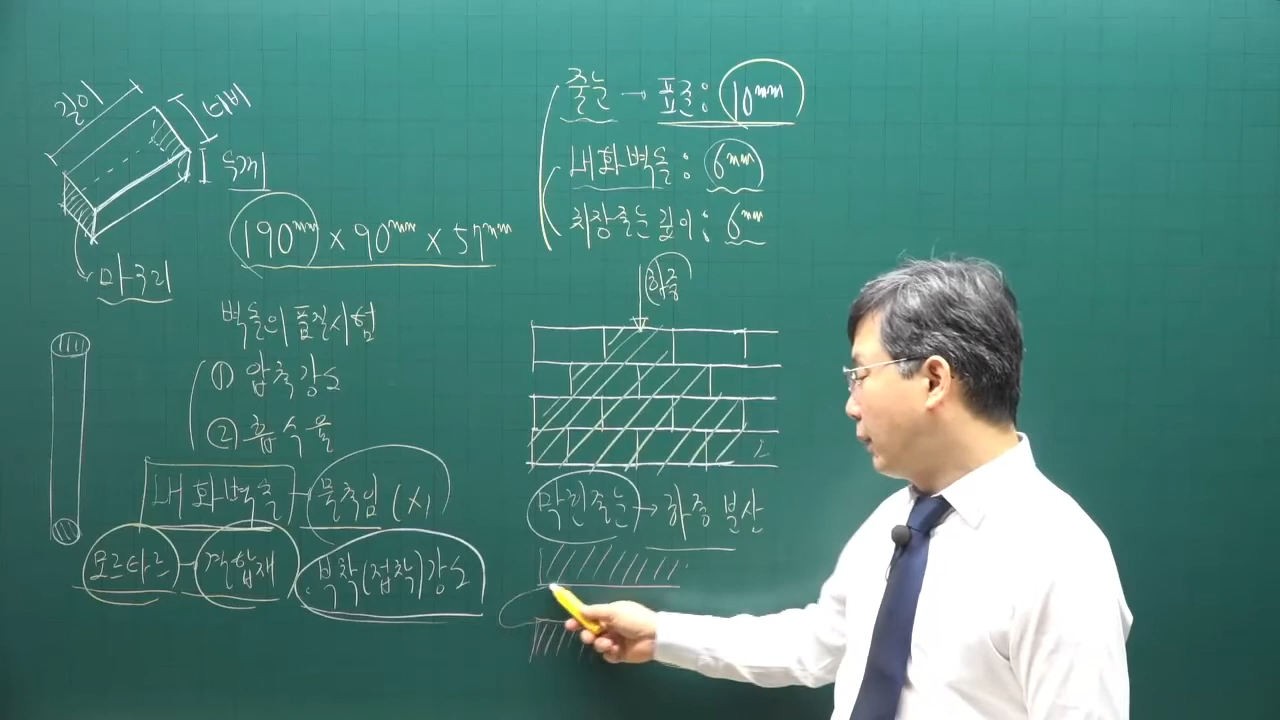 길이
너비
두께
마구리
190mm × 90mm × 57mm
벽돌의 품질시험
① 압축강도
② 흡수율
내화벽돌 - 물축임 (X)
모르타르 - 접합재 부착(접착)강도
줄눈 → 표준: 10mm
내화벽돌: 6mm
치장줄눈 깊이: 6mm
하중
막힌줄눈 → 하중 분산